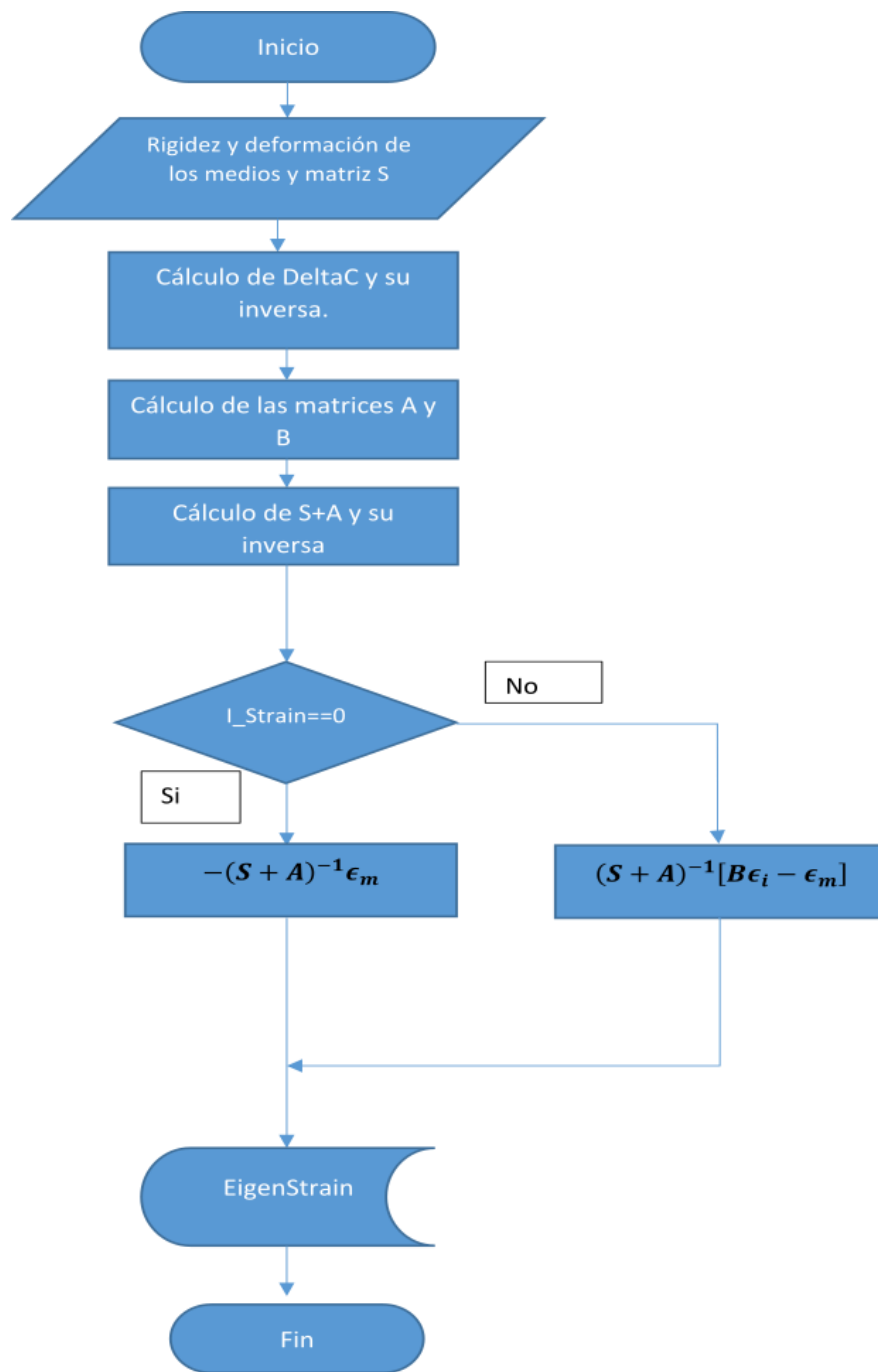 Inicio
Rigidez y deformación de
los medios y matriz S
Cálculo de DeltaC y su
inversa.
Cálculo de las matrices A y
B
Cálculo de S+A y su
inversa
I_Strain==0
No
Si
−(S + A)⁻¹ϵₘ
(S + A)⁻¹[Bϵᵢ − ϵₘ]
EigenStrain
Fin